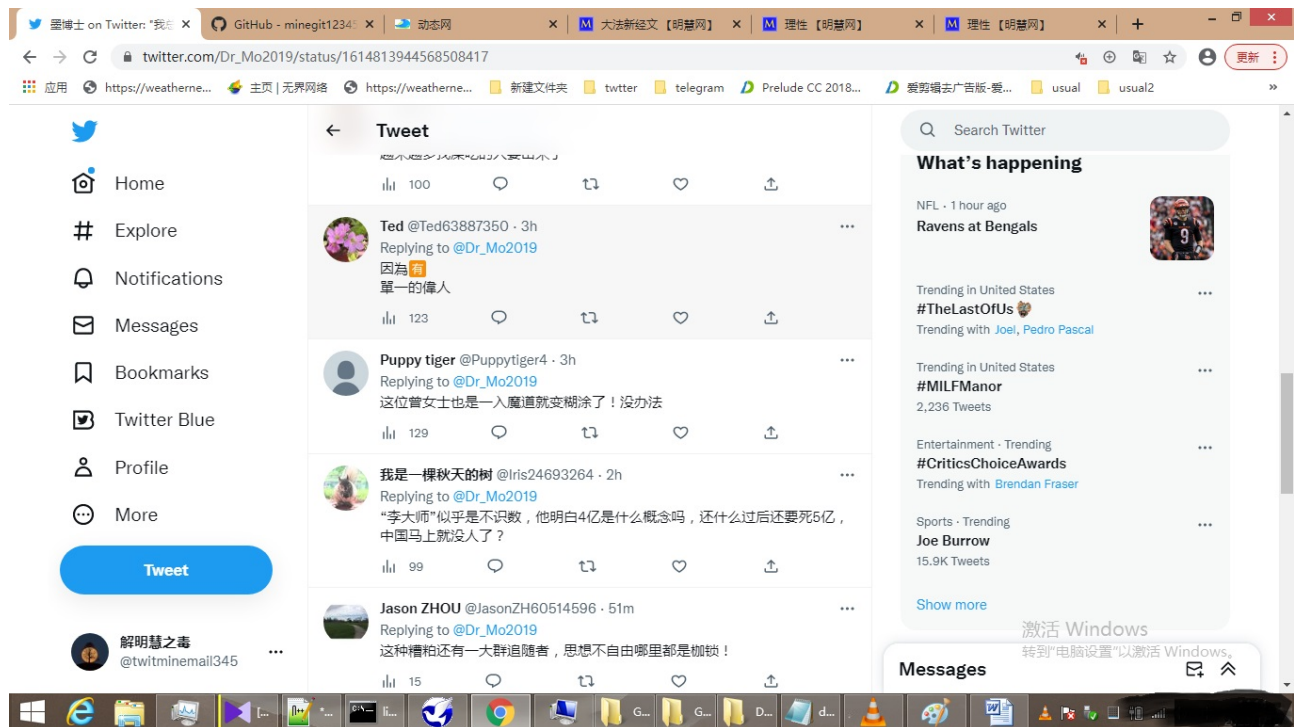 墨博士 on Twitter: "我
GitHub - minegit12345
动态网
大法新经文【明慧网】
理性 【明慧网】
理性 【明慧网】
twitter.com/Dr_Mo2019/status/1614813944568508417
更新
应用
https://weatherne...
主页 | 无界网络
https://weatherne...
新建文件夹
twtter
telegram
Prelude CC 2018...
爱剪辑去广告版-爱...
usual
usual2
»
Home
Explore
Notifications
Messages
Bookmarks
Twitter Blue
Profile
More
Tweet
解明慧之毒
@twitminemail345
Tweet
100
Ted @Ted63887350 · 3h
Replying to @Dr_Mo2019
因為🈶
單一的偉人
123
Puppy tiger @Puppytiger4 · 3h
Replying to @Dr_Mo2019
这位曾女士也是一入魔道就变糊涂了！没办法
129
我是一棵秋天的树 @Iris24693264 · 2h
Replying to @Dr_Mo2019
“李大师”似乎是不识数，他明白4亿是什么概念吗，还什么过后还要死5亿，
中国马上就没人了？
99
Jason ZHOU @JasonZH60514596 · 51m
Replying to @Dr_Mo2019
这种糟粕还有一大群追随者，思想不自由哪里都是枷锁！
15
Search Twitter
What's happening
NFL · 1 hour ago
Ravens at Bengals
Trending in United States
#TheLastOfUs
Trending with Joel, Pedro Pascal
Trending in United States
#MILFManor
2,236 Tweets
Entertainment · Trending
#CriticsChoiceAwards
Trending with Brendan Fraser
Sports · Trending
Joe Burrow
15.9K Tweets
Show more
激活 Windows
转到"电脑设置"以激活 Windows。
Messages
[...
"...
li...
G...
G...
D...
d...